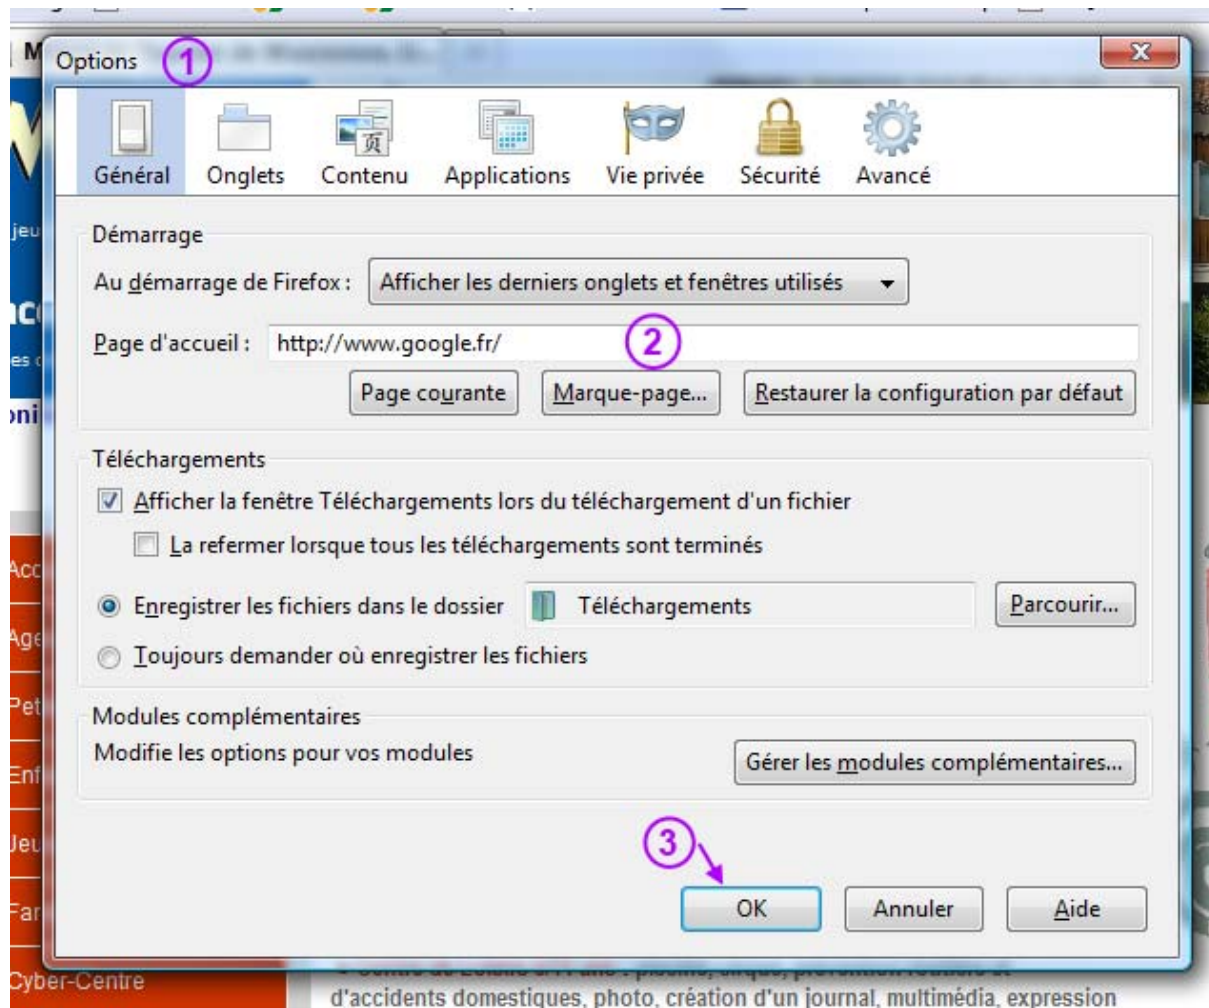 Options
1
Général Onglets Contenu Applications Vie privée Sécurité Avancé
Démarrage
Au démarrage de Firefox : Afficher les derniers onglets et fenêtres utilisés
Page d'accueil : http://www.google.fr/
2
Page courante Marque-page... Restaurer la configuration par défaut
Téléchargements
Afficher la fenêtre Téléchargements lors du téléchargement d'un fichier
La refermer lorsque tous les téléchargements sont terminés
Enregistrer les fichiers dans le dossier Téléchargements Parcourir...
Toujours demander où enregistrer les fichiers
Modules complémentaires
Modifie les options pour vos modules
Gérer les modules complémentaires...
3
OK Annuler Aide
Cyber-Centre
d'accidents domestiques, photo, création d'un journal, multimédia, expression